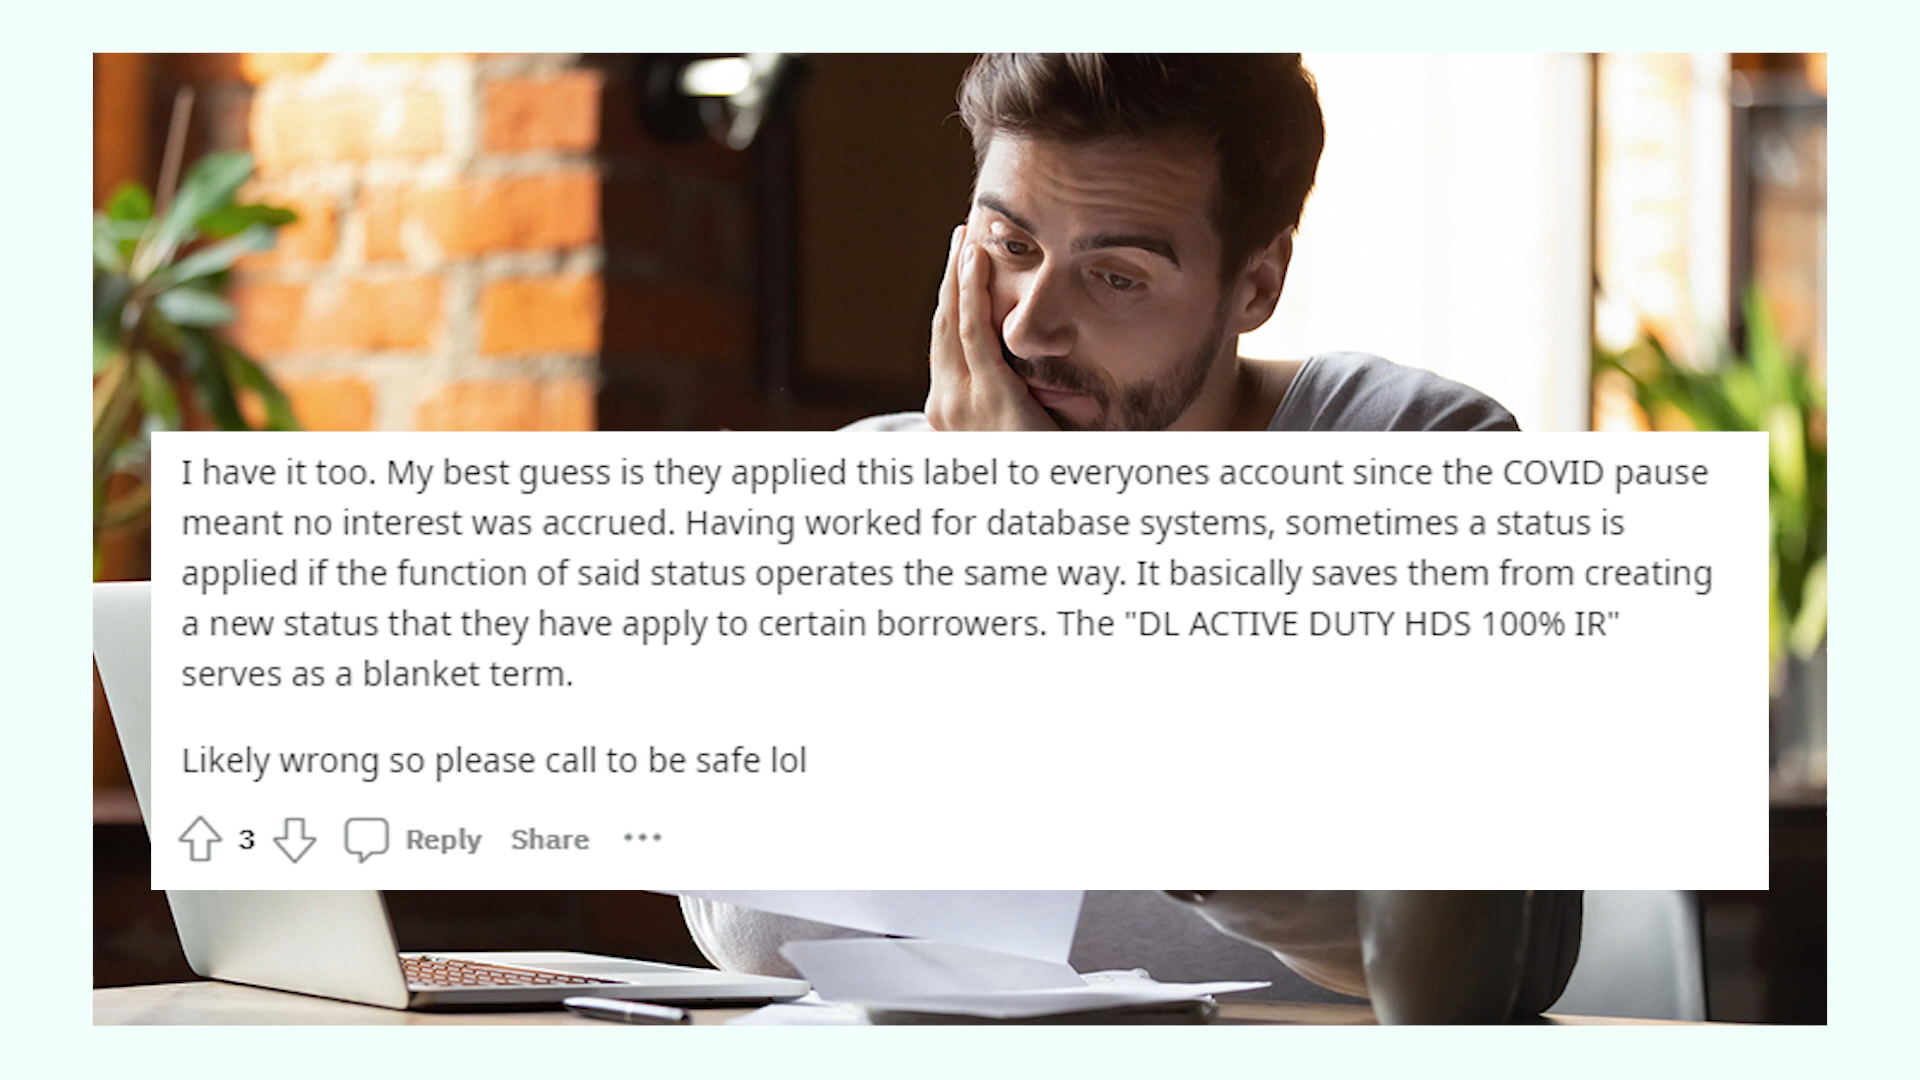 I have it too. My best guess is they applied this label to everyones account since the COVID pause
meant no interest was accrued. Having worked for database systems, sometimes a status is
applied if the function of said status operates the same way. It basically saves them from creating
a new status that they have apply to certain borrowers. The "DL ACTIVE DUTY HDS 100% IR"
serves as a blanket term.
Likely wrong so please call to be safe lol
3 Reply Share •••